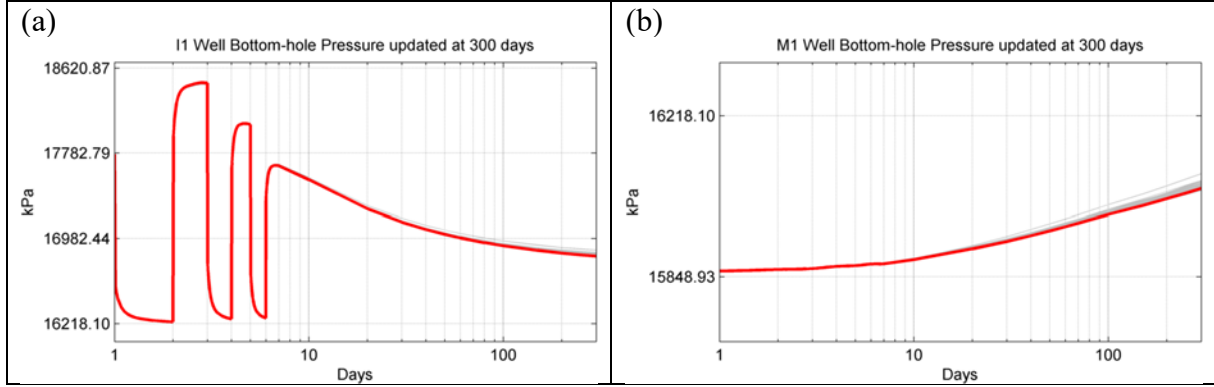 (a)
I1 Well Bottom-hole Pressure updated at 300 days
18620.87
17782.79
16982.44
16218.10
kPa
1
10
100
Days
(b)
M1 Well Bottom-hole Pressure updated at 300 days
16218.10
15848.93
kPa
1
10
100
Days